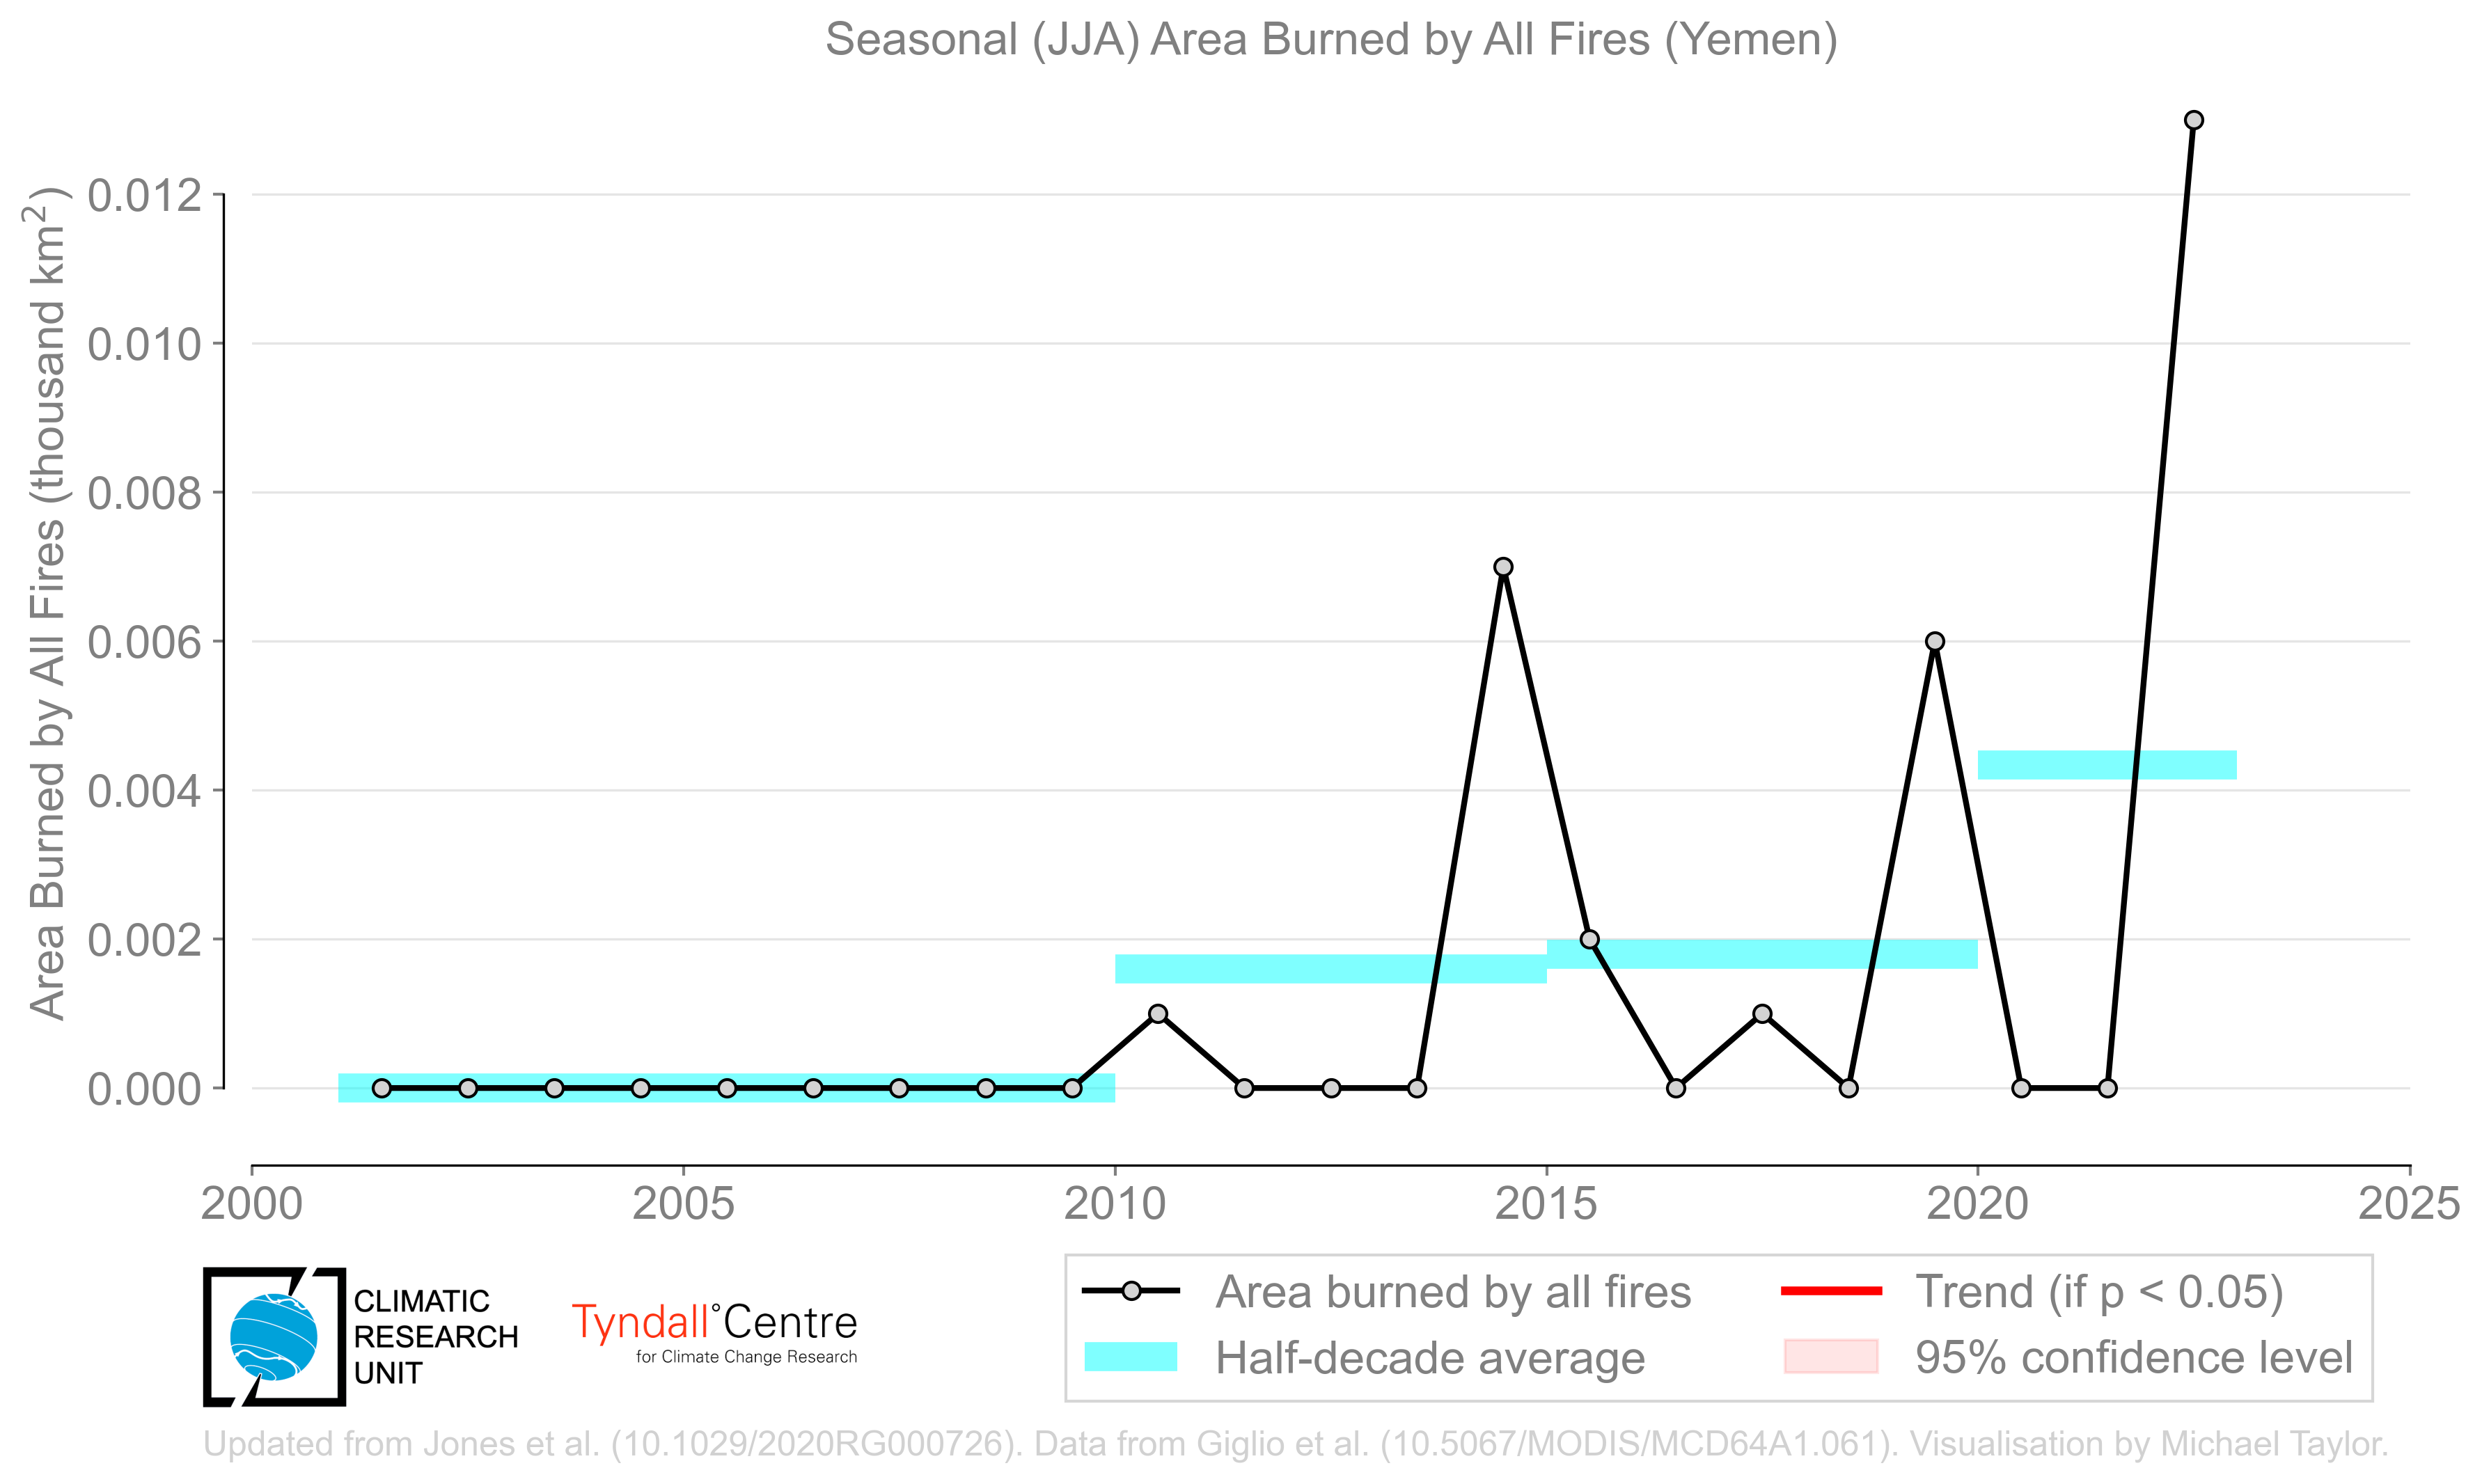 Seasonal (JJA) Area Burned by All Fires (Yemen)
Area Burned by All Fires (thousand km²)
0.012
0.010
0.008
0.006
0.004
0.002
0.000
2000
2005
2010
2015
2020
2025
CLIMATIC
RESEARCH
UNIT
Tyndall°Centre
for Climate Change Research
Area burned by all fires
Half-decade average
Trend (if p < 0.05)
95% confidence level
Updated from Jones et al. (10.1029/2020RG000726). Data from Giglio et al. (10.5067/MODIS/MCD64A1.061). Visualisation by Michael Taylor.